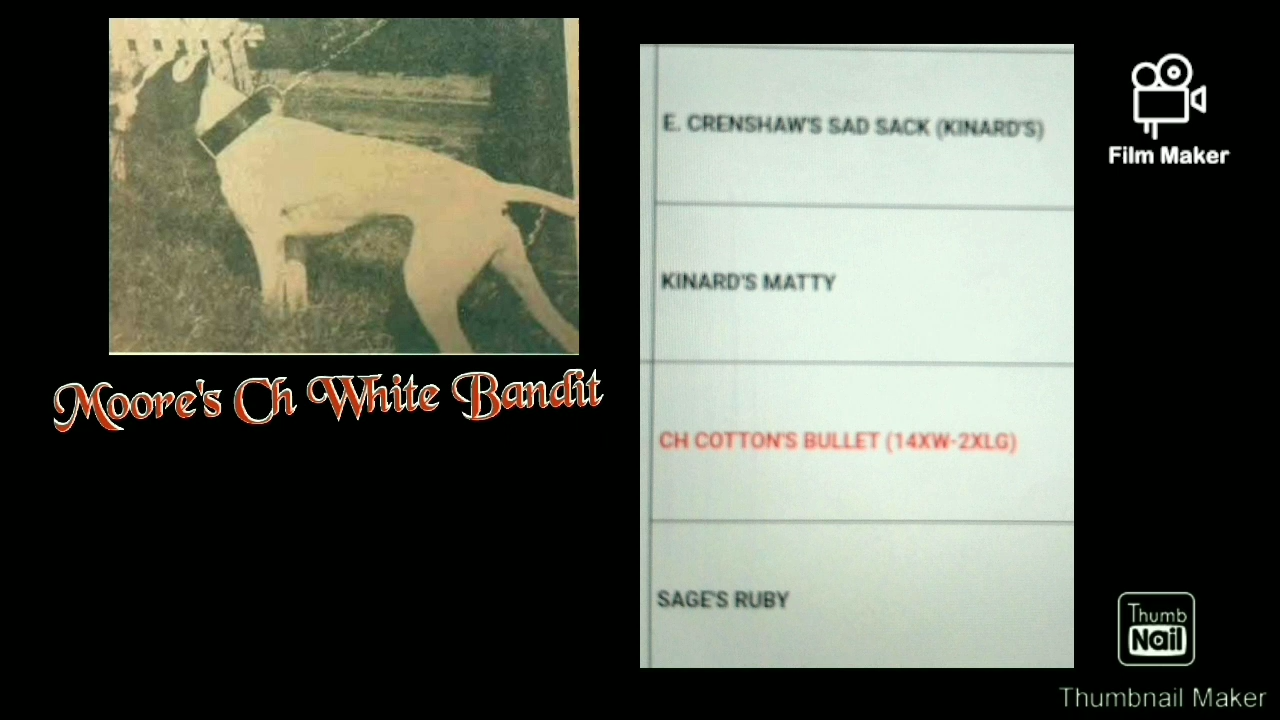 Moore's Ch White Bandit
E. CRENSHAW'S SAD SACK (KINARD'S)
KINARD'S MATTY
CH COTTON'S BULLET (14XW-2XLG)
SAGE'S RUBY
Film Maker
Thumb
Nail
Thumbnail Maker